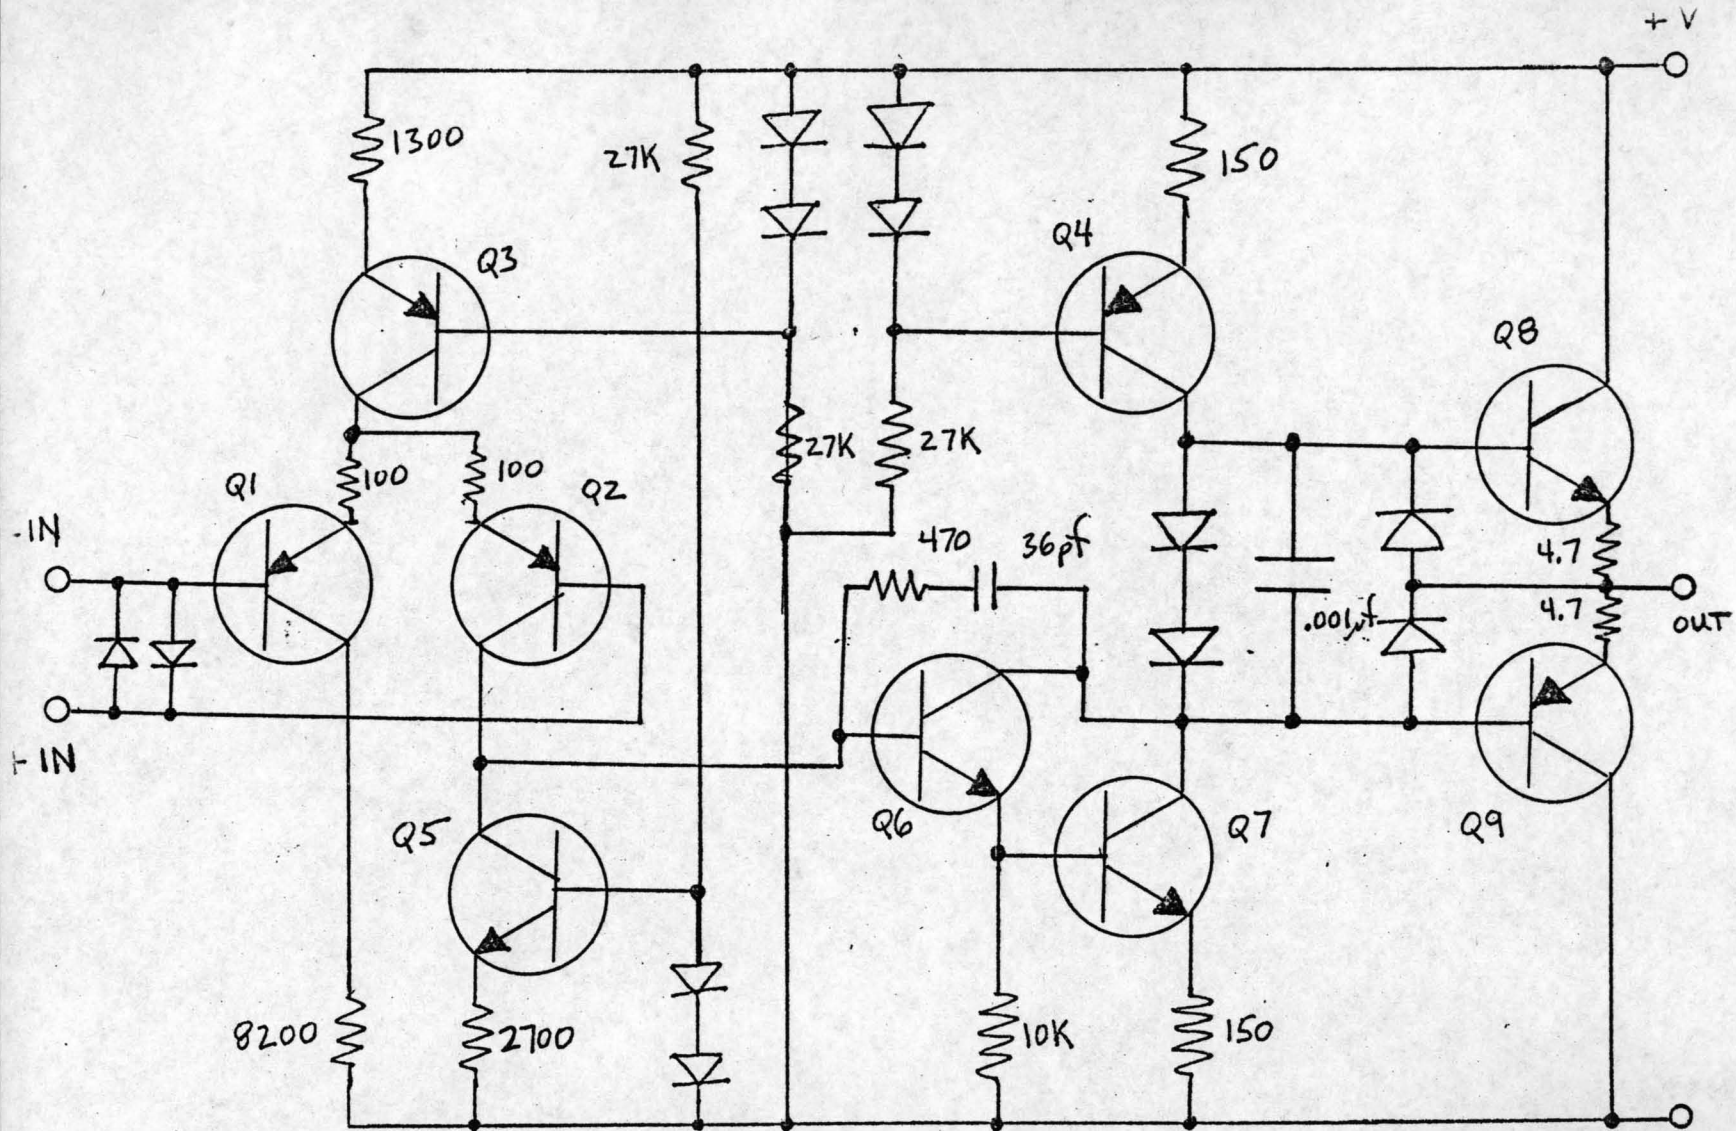 + V
1300
27K
150
Q3
Q4
Q8
27K
27K
100
100
Q1
Q2
-IN
470
36pf
4.7
.001µf
4.7
OUT
+ IN
Q6
Q5
Q7
Q9
8200
2700
10K
150